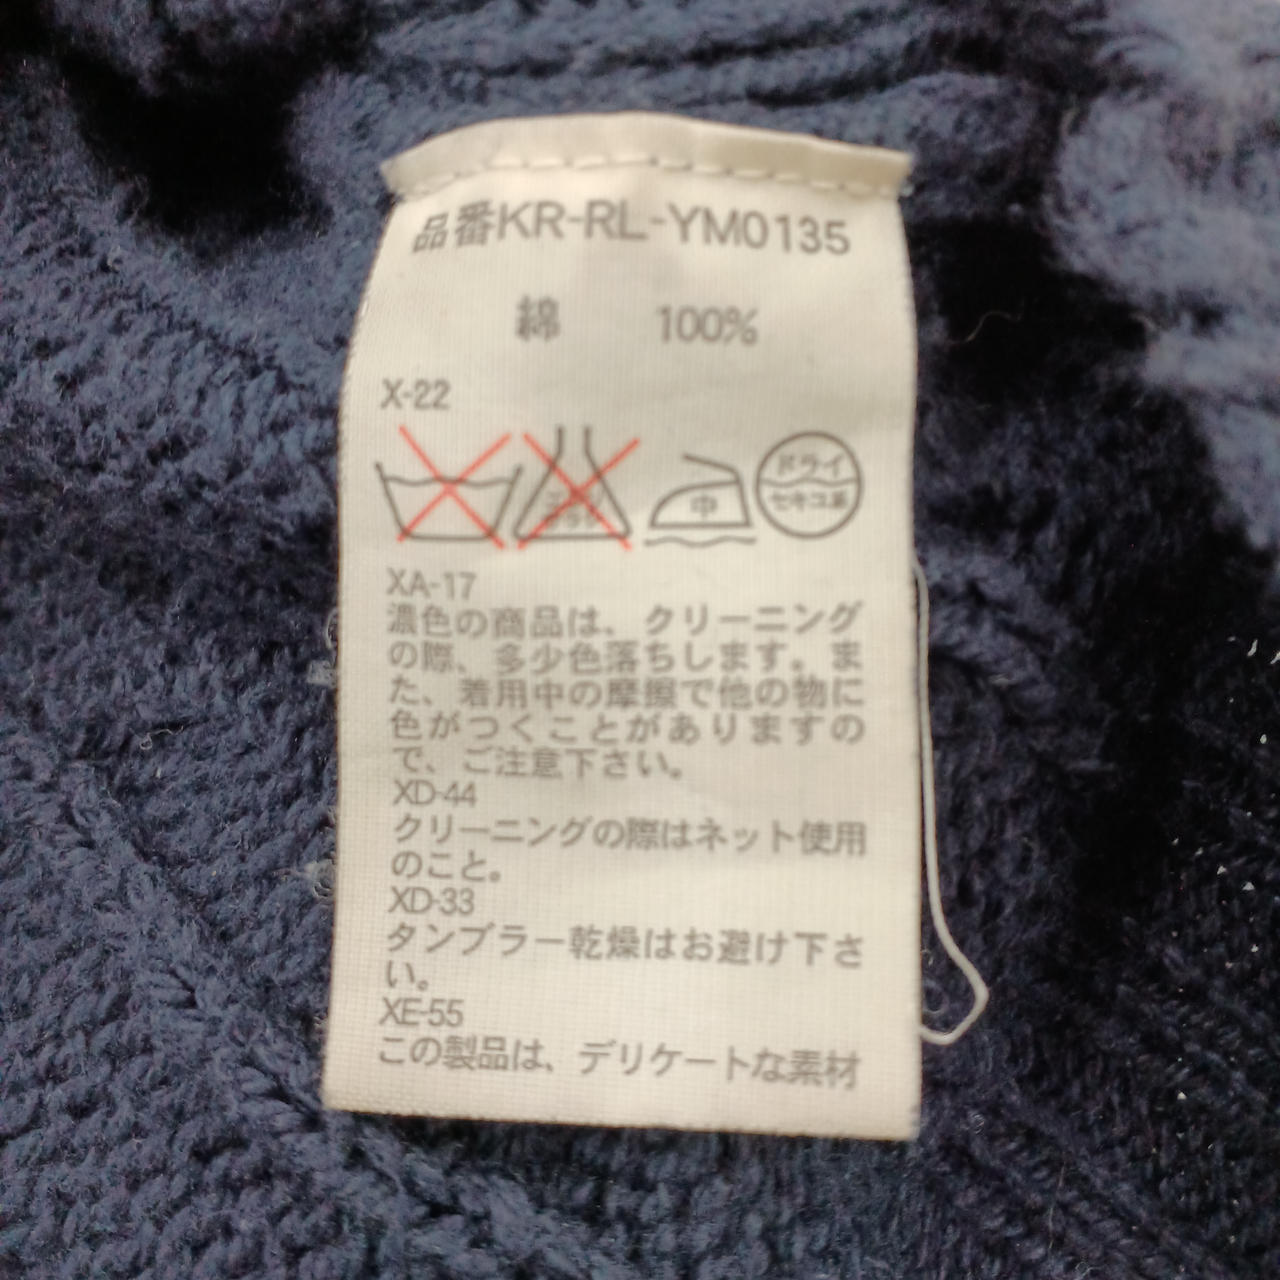 品番KR-RL-YM0135
綿 100%
X-22
エンソ
サラシ
中
ドライ
セキユ系
XA-17
濃色の商品は、クリーニング
の際、多少色落ちします。ま
た、着用中の摩擦で他の物に
色がつくことがありますの
で、ご注意下さい。
XD-44
クリーニングの際はネット使用
のこと。
XD-33
タンブラー乾燥はお避け下さ
い。
XE-55
この製品は、デリケートな素材